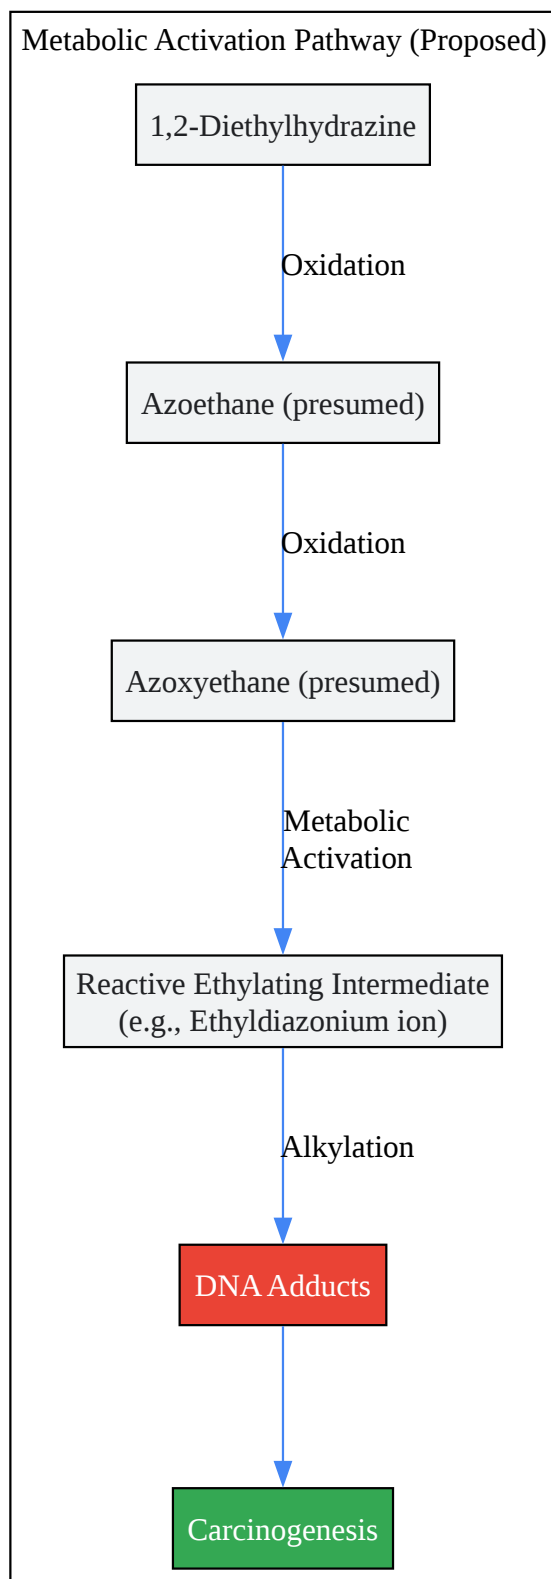 Metabolic Activation Pathway (Proposed)
1,2-Diethylhydrazine
Oxidation
Azoethane (presumed)
Oxidation
Azoxyethane (presumed)
Metabolic
Activation
Reactive Ethylating Intermediate
(e.g., Ethyldiazonium ion)
Alkylation
DNA Adducts
Carcinogenesis